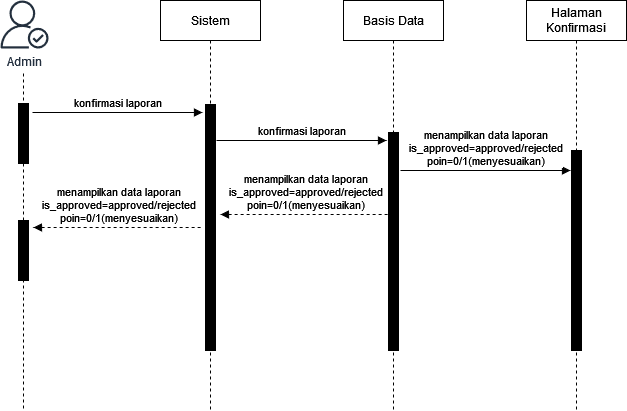 Admin
Sistem
Basis Data
Halaman
Konfirmasi
konfirmasi laporan
konfirmasi laporan
menampilkan data laporan
is_approved=approved/rejected
poin=0/1(menyesuaikan)
menampilkan data laporan
is_approved=approved/rejected
poin=0/1(menyesuaikan)
menampilkan data laporan
is_approved=approved/rejected
poin=0/1(menyesuaikan)